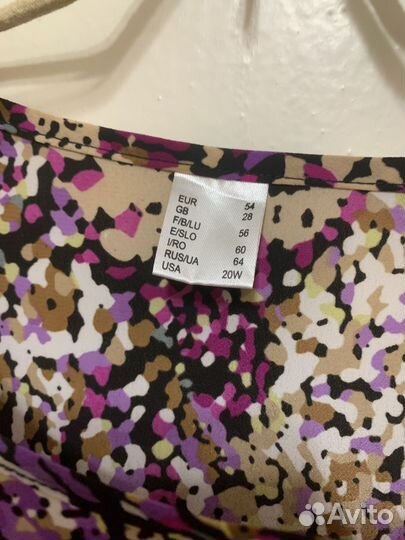 EUR 54
GB 28
F/B/LU
E/SLO 56
I/RO 60
RUS/UA 64
USA 20W
Avito